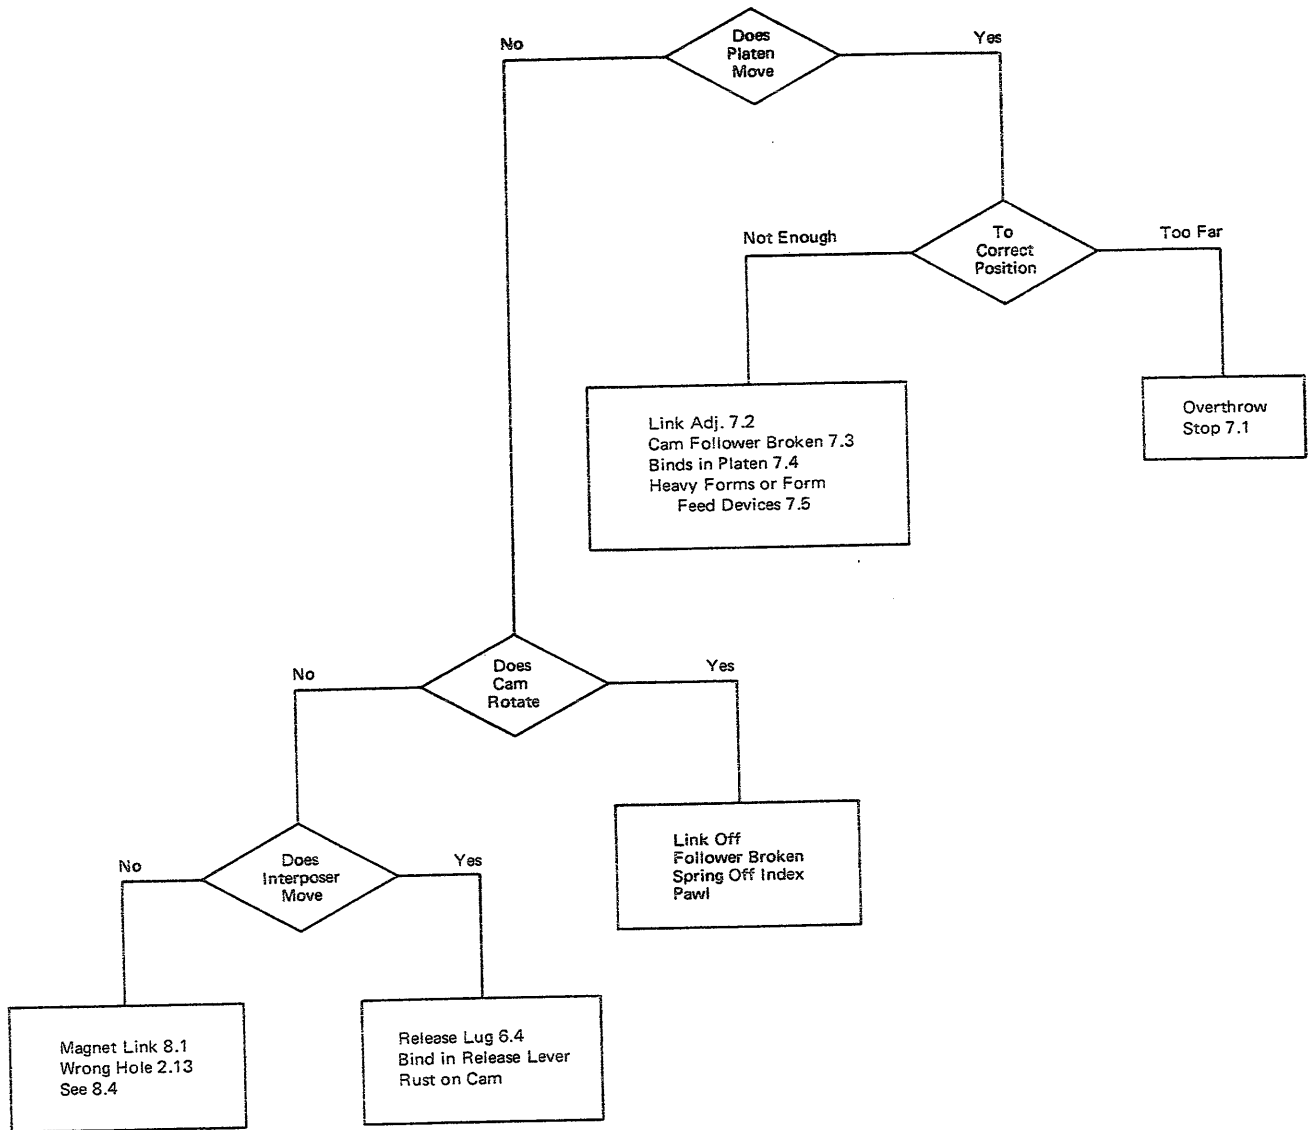 Does
Platen
Move
No
Yes
To
Correct
Position
Not Enough
Too Far
Link Adj. 7.2
Cam Follower Broken 7.3
Binds in Platen 7.4
Heavy Forms or Form
Feed Devices 7.5
Overthrow
Stop 7.1
Does
Cam
Rotate
No
Yes
Link Off
Follower Broken
Spring Off Index
Pawl
Does
Interposer
Move
No
Yes
Magnet Link 8.1
Wrong Hole 2.13
See 8.4
Release Lug 6.4
Bind in Release Lever
Rust on Cam